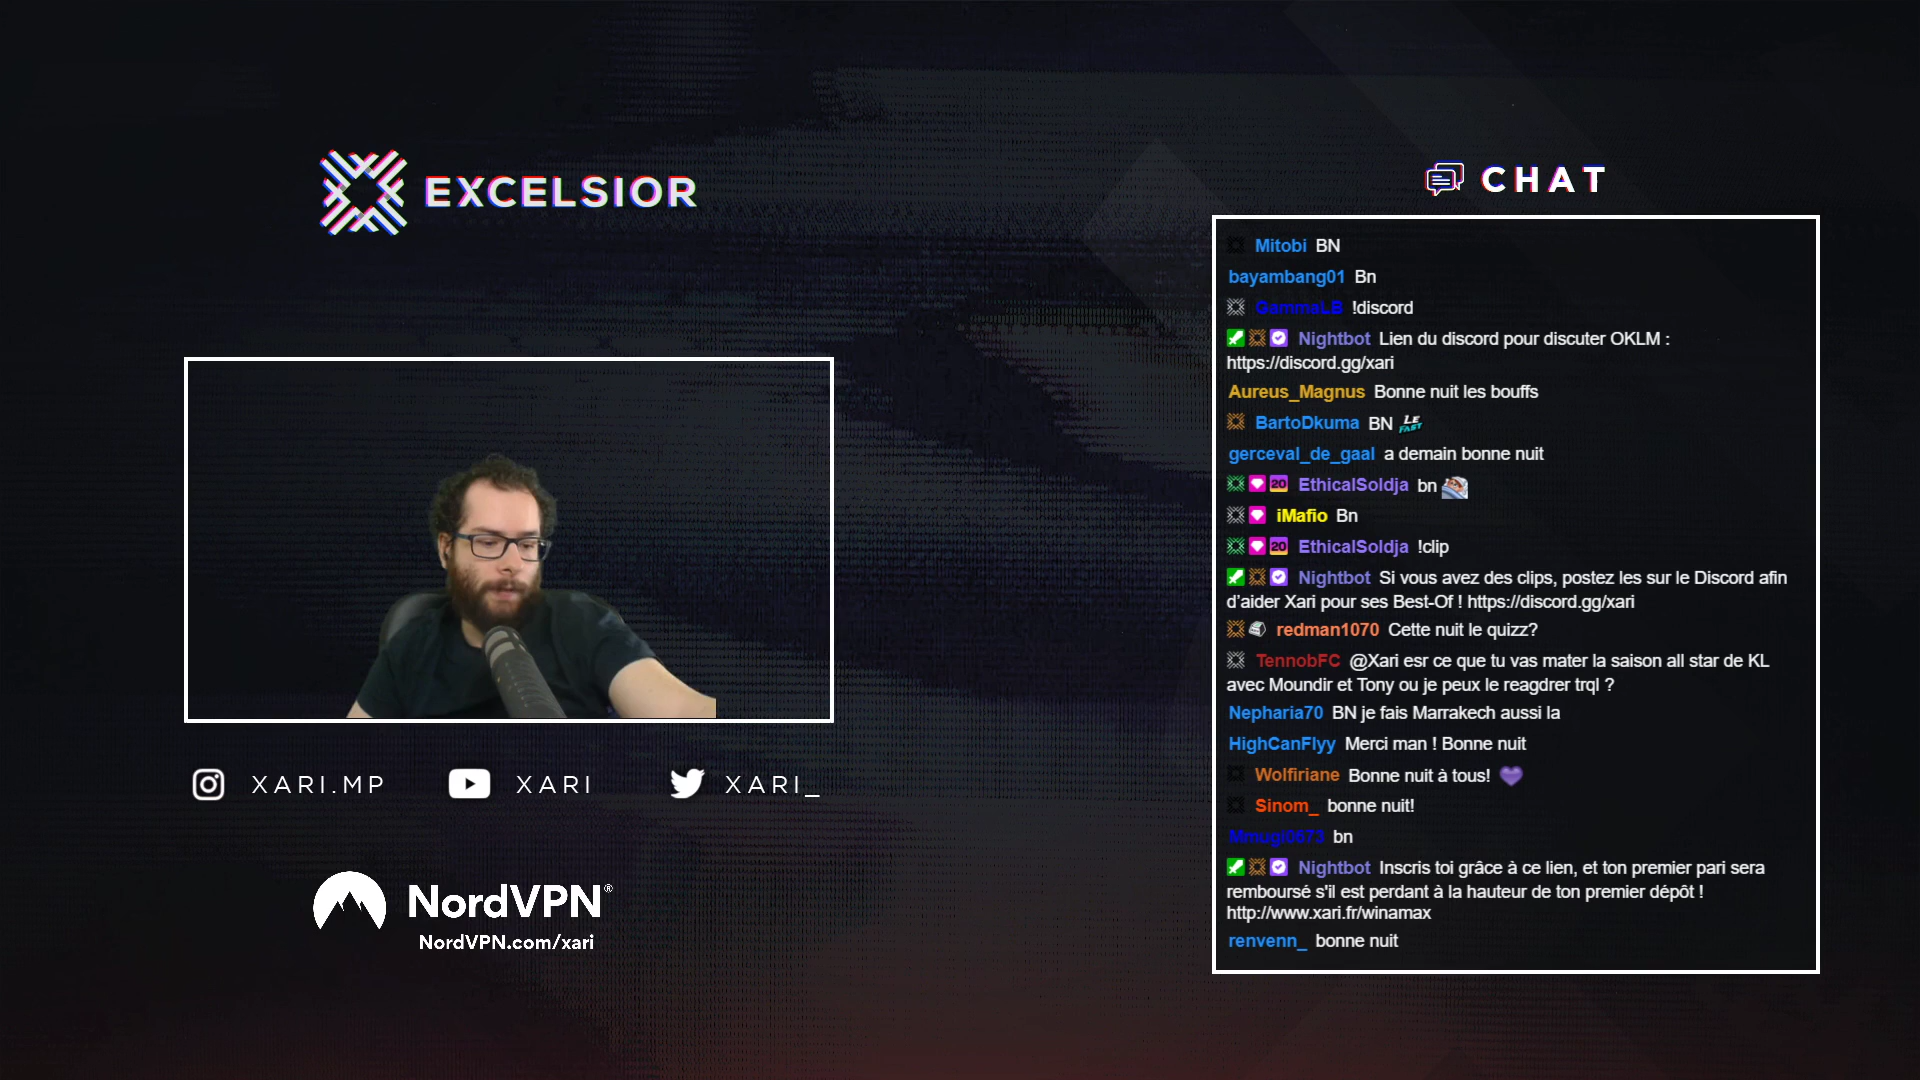 EXCELSIOR
XARI.MP
XARI
XARI_
NordVPN®
NordVPN.com/xari
CHAT
Mitobi BN
bayambang01 Bn
GammaLB !discord
Nightbot Lien du discord pour discuter OKLM :
https://discord.gg/xari
Aureus_Magnus Bonne nuit les bouffs
BartoDkuma BN LE FAST
gerceval_de_gaal a demain bonne nuit
20 EthicalSoldja bn
iMafio Bn
20 EthicalSoldja !clip
Nightbot Si vous avez des clips, postez les sur le Discord afin
d'aider Xari pour ses Best-Of ! https://discord.gg/xari
redman1070 Cette nuit le quizz?
TennobFC @Xari esr ce que tu vas mater la saison all star de KL
avec Moundir et Tony ou je peux le reagdrer trql ?
Nepharia70 BN je fais Marrakech aussi la
HighCanFlyy Merci man ! Bonne nuit
Wolfiriane Bonne nuit à tous!
Sinom_ bonne nuit!
Mmugi0673 bn
Nightbot Inscris toi grâce à ce lien, et ton premier pari sera
remboursé s'il est perdant à la hauteur de ton premier dépôt !
http://www.xari.fr/winamax
renvenn_ bonne nuit